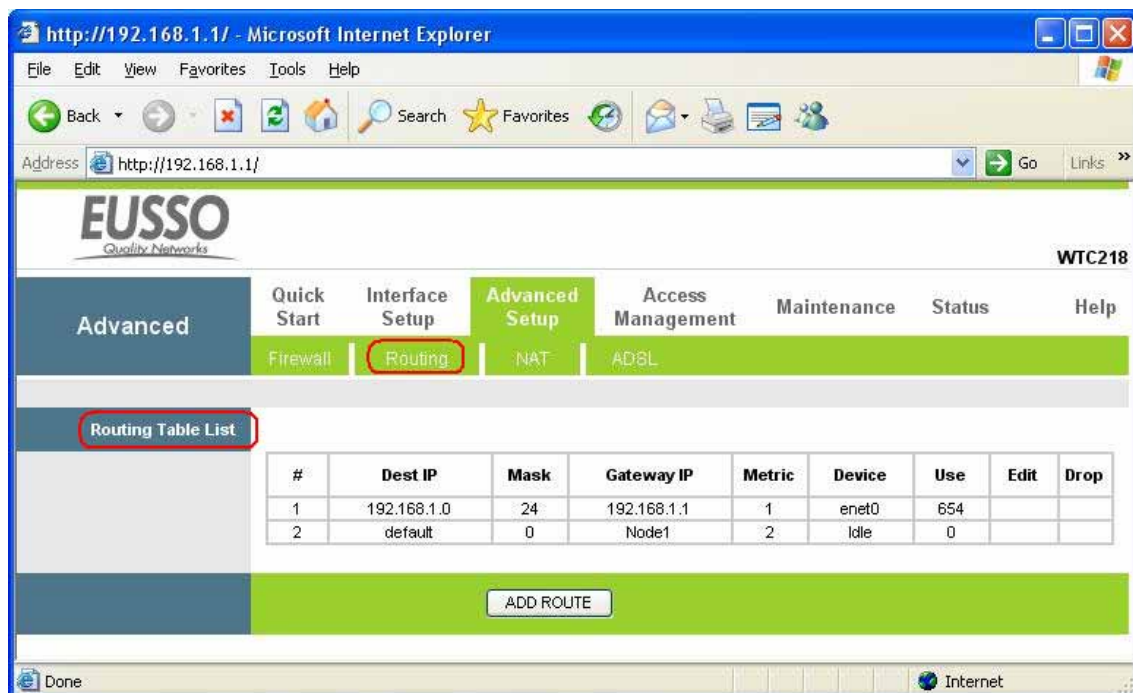 http://192.168.1.1/ - Microsoft Internet Explorer
File Edit View Favorites Tools Help
Back Search Favorites
Address http://192.168.1.1/ Go Links »
EUSSO
Quality Networks
WTC218
Advanced
Quick Start
Interface Setup
Advanced Setup
Access Management
Maintenance
Status
Help
Firewall Routing NAT ADSL
Routing Table List
# Dest IP Mask Gateway IP Metric Device Use Edit Drop
1 192.168.1.0 24 192.168.1.1 1 enet0 654
2 default 0 Node1 2 Idle 0
ADD ROUTE
Done Internet